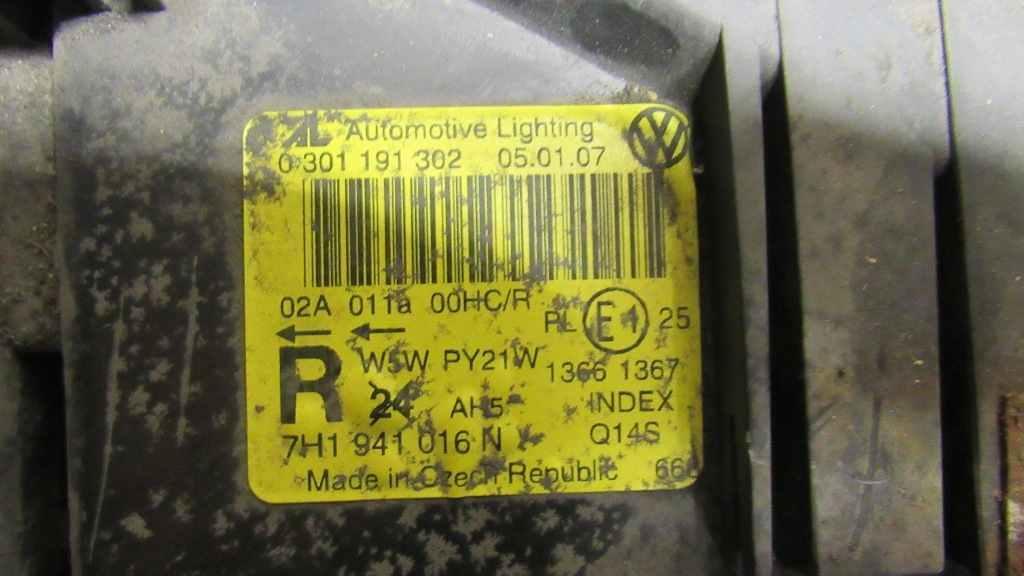 AL Automotive Lighting
0 301 191 302 05.01.07
02A 011a 00HC/R
PL E1 25
R W5W PY21W
1366 1367
24 AH5 INDEX
7H1 941 016 N Q14S
Made in Czech Republic 66